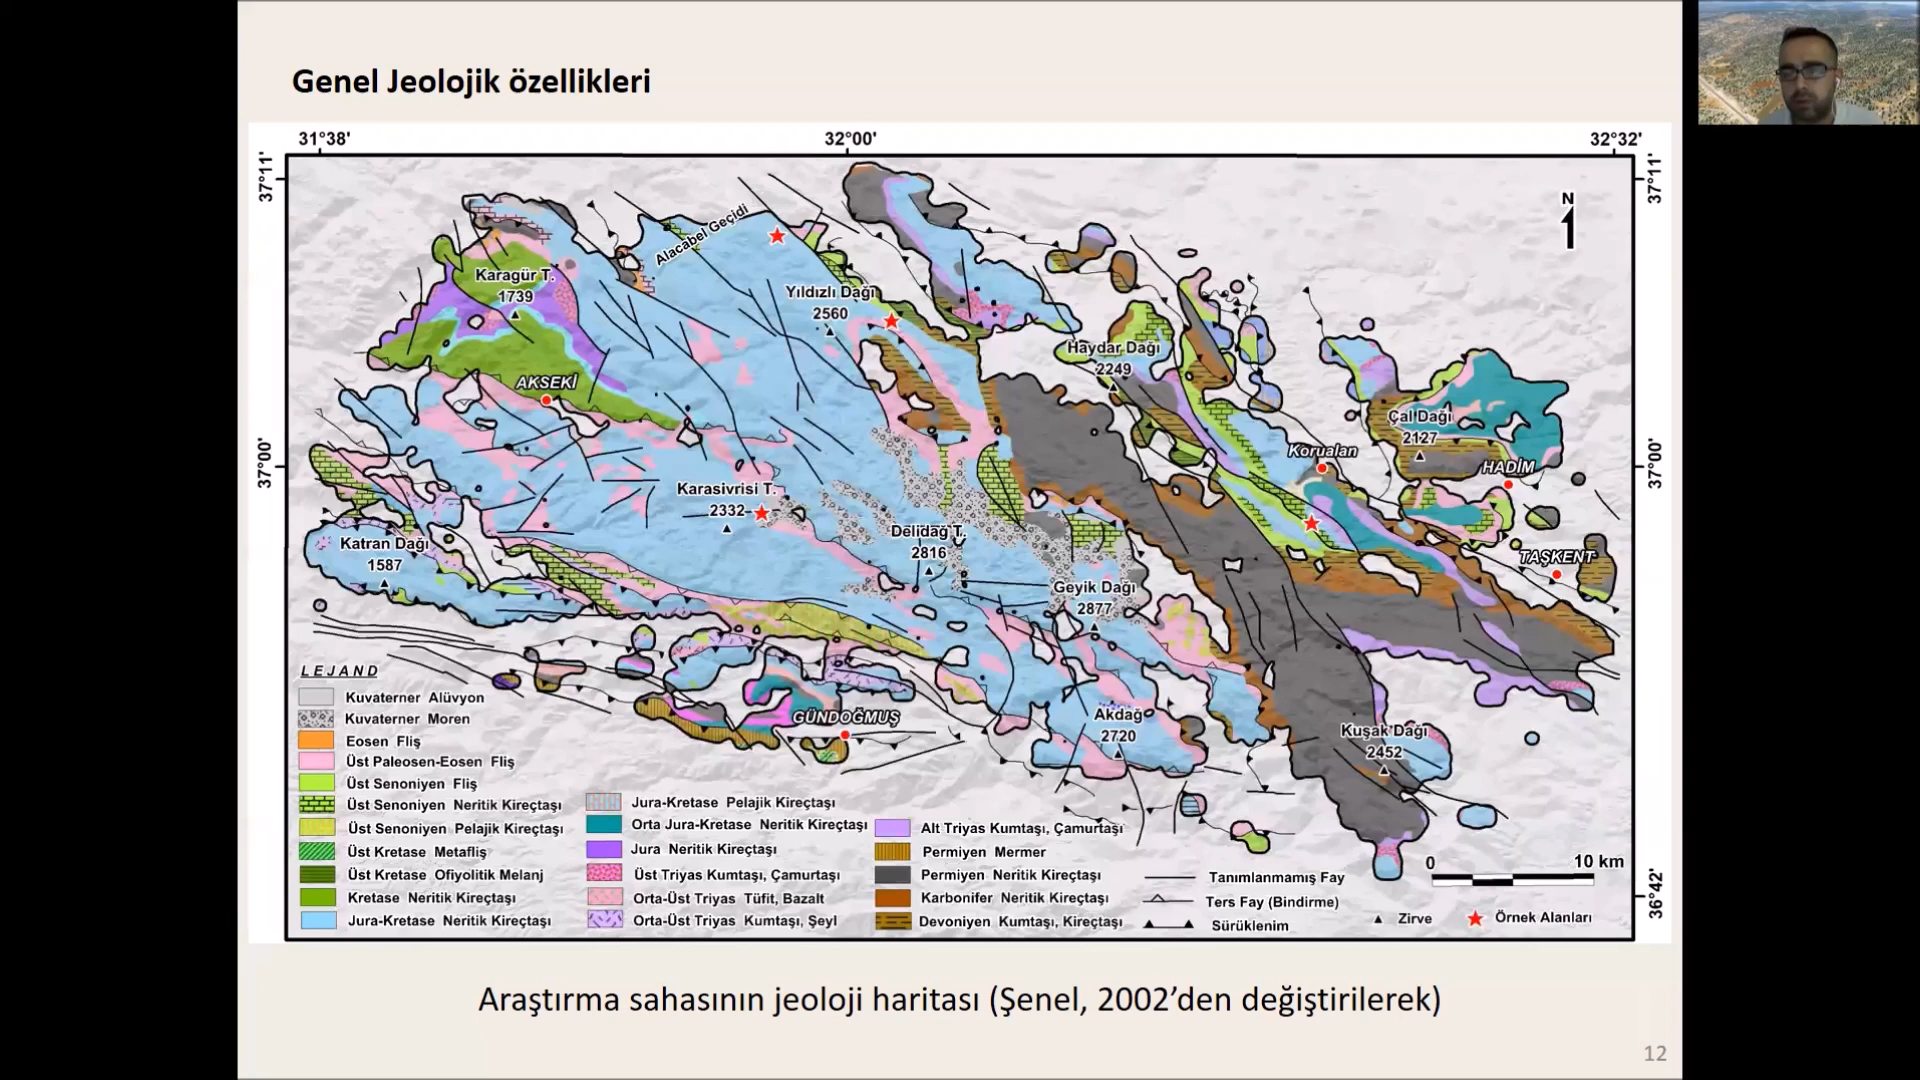 Genel Jeolojik özellikleri
31°38' 32°00' 32°32'
37°11' 37°11'
N
Alacabel Geçidi
Karagür T.
1739
Yıldızlı Dağı
2560
Haydar Dağı
2249
AKSEKİ
Çal Dağı
2127
37°00' 37°00'
Korualan
HADİM
Karasivrisi T.
2332
Delidağ T.
2816
Katran Dağı
1587
TAŞKENT
Geyik Dağı
2877
GÜNDOĞMUŞ
Akdağ
2720
Kuşak Dağı
2452
LEJAND
Kuvaterner Alüvyon
Kuvaterner Moren
Eosen Fliş
Üst Paleosen-Eosen Fliş
Üst Senoniyen Fliş
Üst Senoniyen Neritik Kireçtaşı
Üst Senoniyen Pelajik Kireçtaşı
Üst Kretase Metafliş
Üst Kretase Ofiyolitik Melanj
Kretase Neritik Kireçtaşı
Jura-Kretase Neritik Kireçtaşı
Jura-Kretase Pelajik Kireçtaşı
Orta Jura-Kretase Neritik Kireçtaşı
Jura Neritik Kireçtaşı
Üst Triyas Kumtaşı, Çamurtaşı
Orta-Üst Triyas Tüfit, Bazalt
Orta-Üst Triyas Kumtaşı, Şeyl
Alt Triyas Kumtaşı, Çamurtaşı
Permiyen Mermer
Permiyen Neritik Kireçtaşı
Karbonifer Neritik Kireçtaşı
Devoniyen Kumtaşı, Kireçtaşı
Tanımlanmamış Fay
Ters Fay (Bindirme)
Sürüklenim
Zirve
Örnek Alanları
0 10 km
36°42'
Araştırma sahasının jeoloji haritası (Şenel, 2002’den değiştirilerek)
12